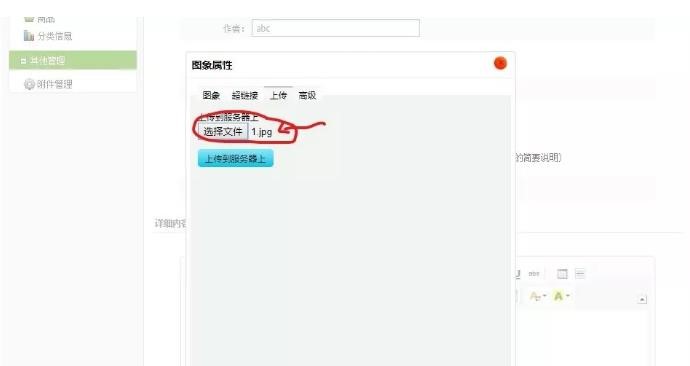 商品
分类信息
其他管理
附件管理
作者： abc
图象属性
图象 超链接 上传 高级
上传到服务器上
选择文件 1.jpg
上传到服务器上
的简要说明)
详细内容
U abc
A A